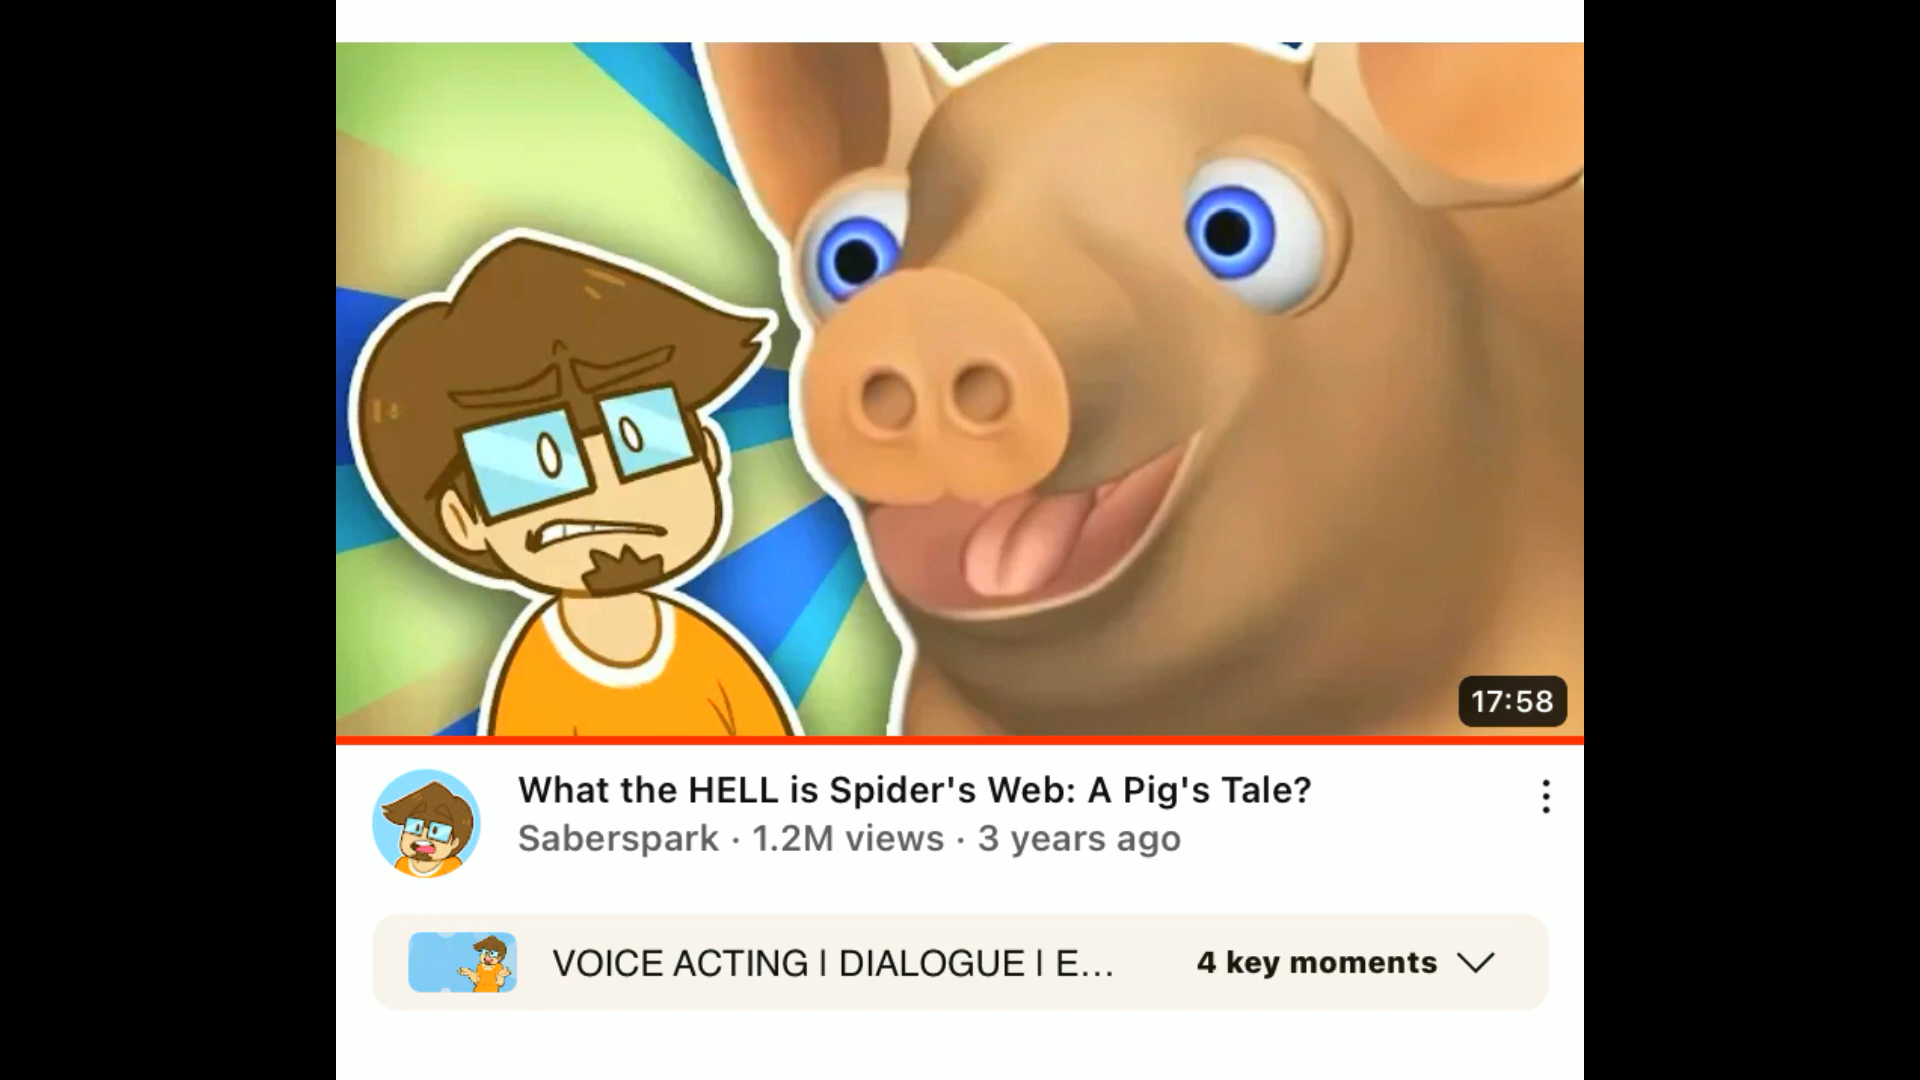 17:58
What the HELL is Spider's Web: A Pig's Tale?
Saberspark · 1.2M views · 3 years ago
VOICE ACTING | DIALOGUE | E... 4 key moments